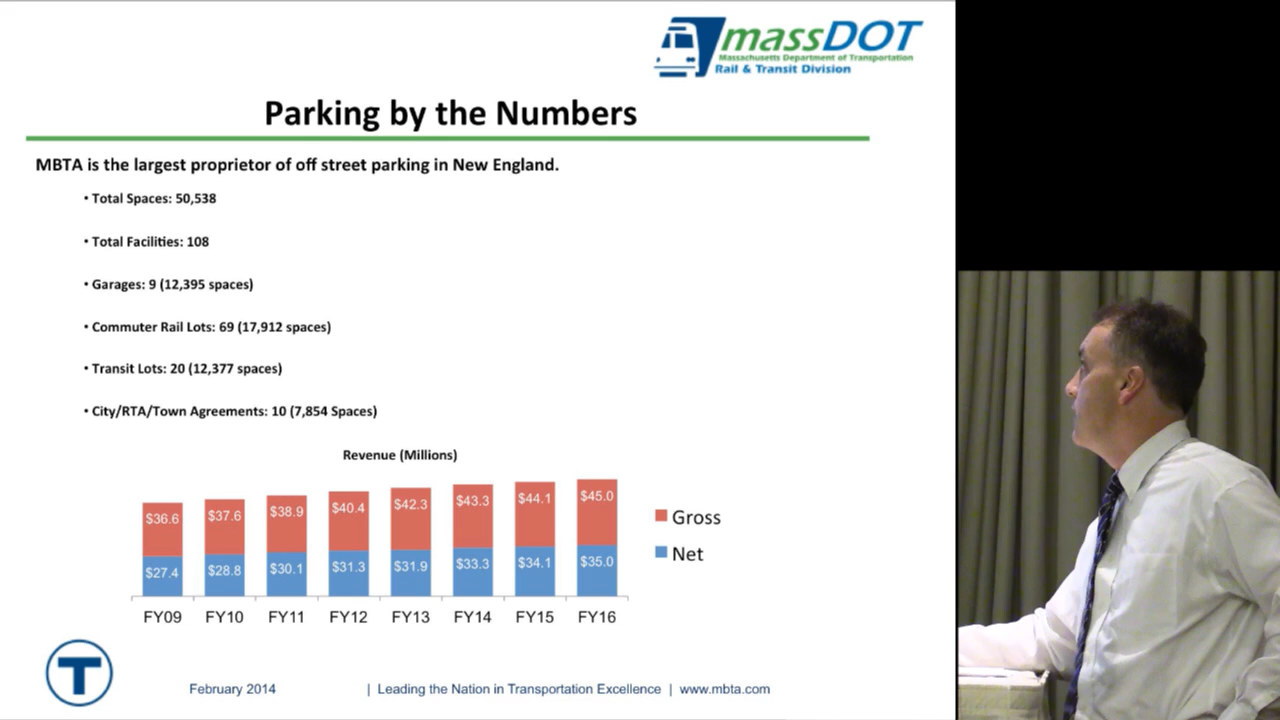 massDOT
Massachusetts Department of Transportation
Rail & Transit Division
Parking by the Numbers
MBTA is the largest proprietor of off street parking in New England.
• Total Spaces: 50,538
• Total Facilities: 108
• Garages: 9 (12,395 spaces)
• Commuter Rail Lots: 69 (17,912 spaces)
• Transit Lots: 20 (12,377 spaces)
• City/RTA/Town Agreements: 10 (7,854 Spaces)
Revenue (Millions)
$36.6 $37.6 $38.9 $40.4 $42.3 $43.3 $44.1 $45.0
Gross
$27.4 $28.8 $30.1 $31.3 $31.9 $33.3 $34.1 $35.0
Net
FY09 FY10 FY11 FY12 FY13 FY14 FY15 FY16
T
February 2014 | Leading the Nation in Transportation Excellence | www.mbta.com